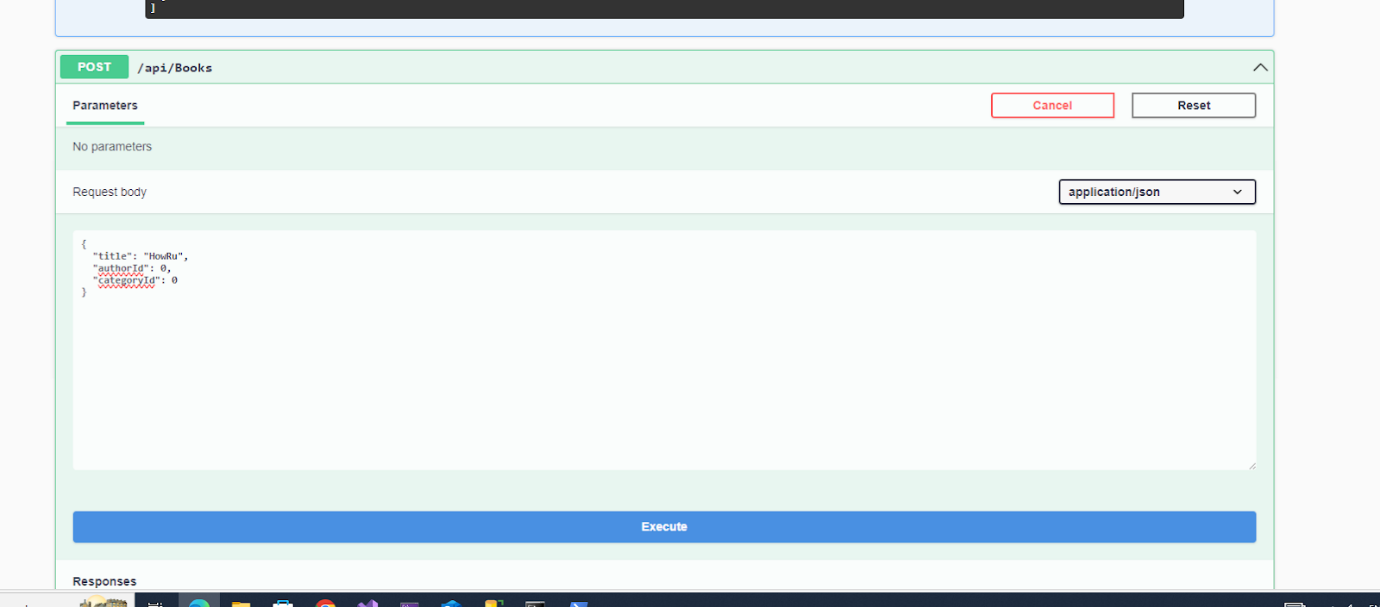 ]
POST /api/Books
Parameters
Cancel
Reset
No parameters
Request body
application/json
{
"title": "HowRu",
"authorId": 0,
"categoryId": 0
}
Execute
Responses